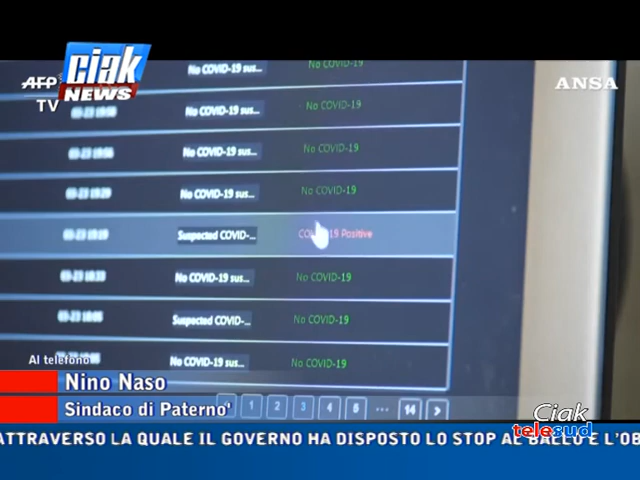 ciak
NEWS
AFP
TV
ANSA
No COVID-19 sus... No COVID-19
No COVID-19 sus... No COVID-19
No COVID-19 sus... No COVID-19
No COVID-19 sus... No COVID-19
Suspected COVID-... Positive
No COVID-19 sus... No COVID-19
Suspected COVID-... No COVID-19
No COVID-19 sus... No COVID-19
1 2 3 4 5 ... 14 >
Al telefono
Nino Naso
Sindaco di Paterno'
Ciak
telesud
ATTRAVERSO LA QUALE IL GOVERNO HA DISPOSTO LO STOP AL BALLO E L'OB